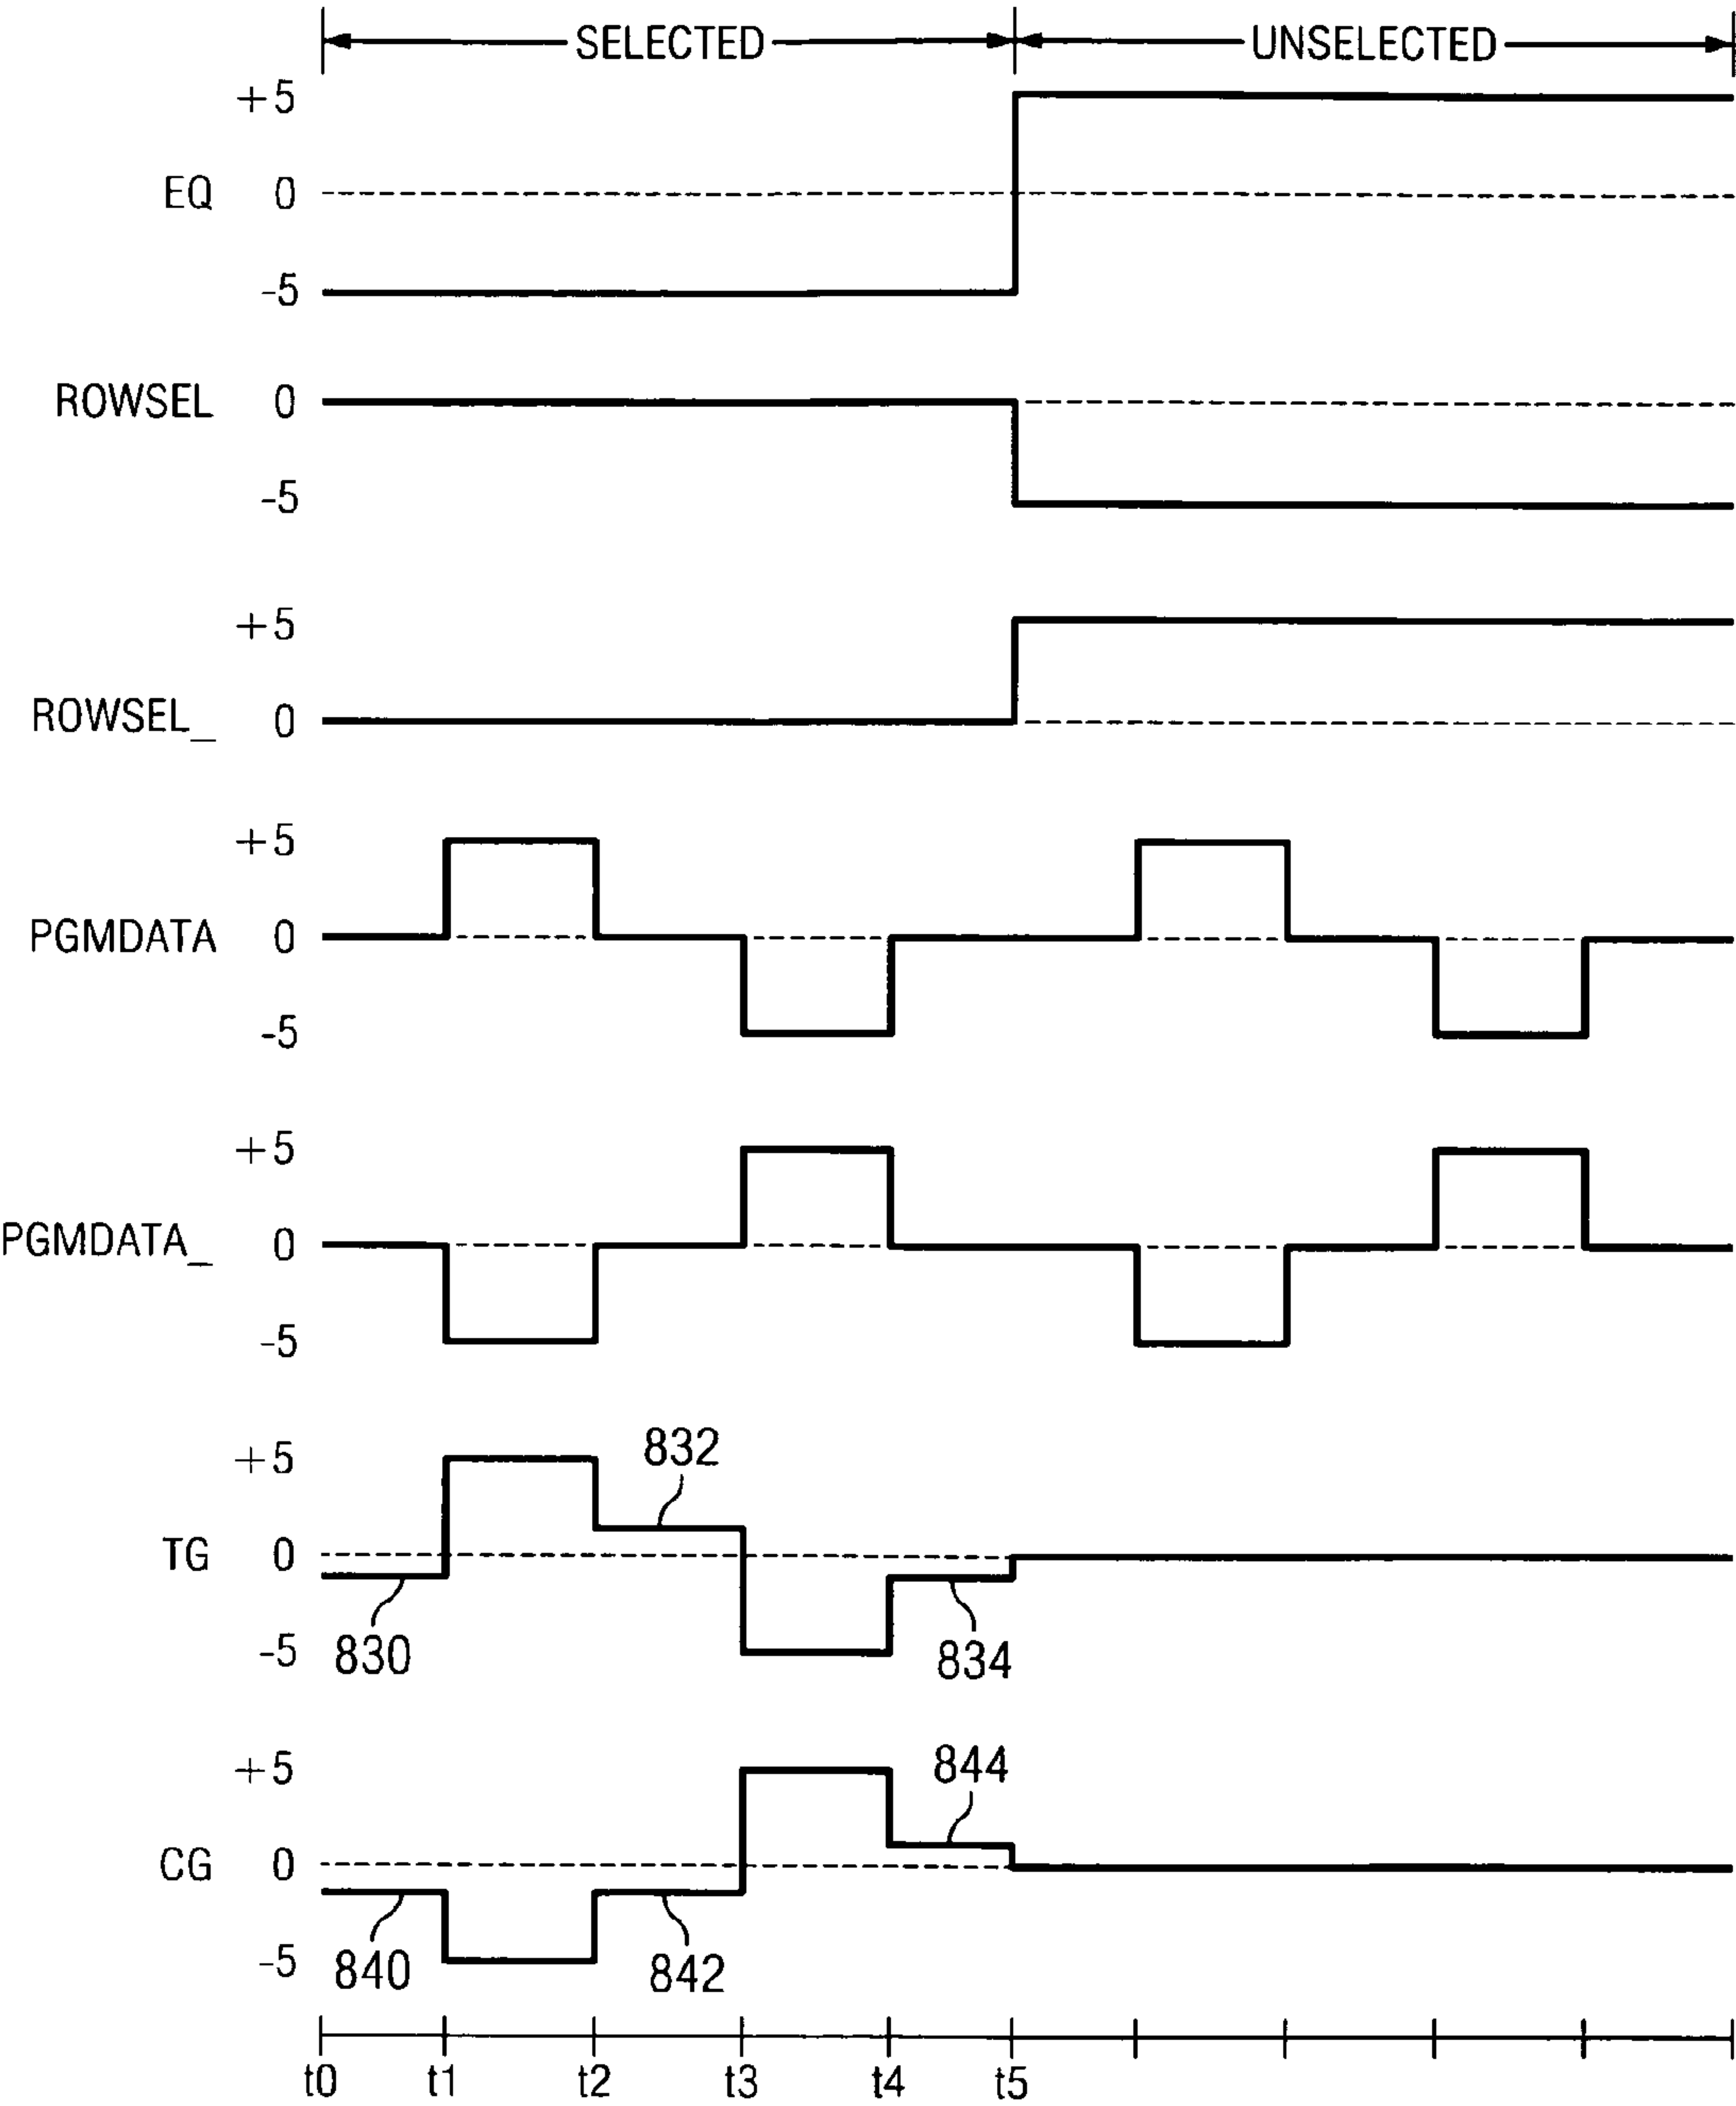 SELECTED UNSELECTED
+5
EQ 0
-5
ROWSEL 0
-5
+5
ROWSEL_ 0
+5
PGMDATA 0
-5
+5
PGMDATA_ 0
-5
832
+5
TG 0
-5 830 834
844
+5
CG 0
-5 840 842
t0 t1 t2 t3 t4 t5